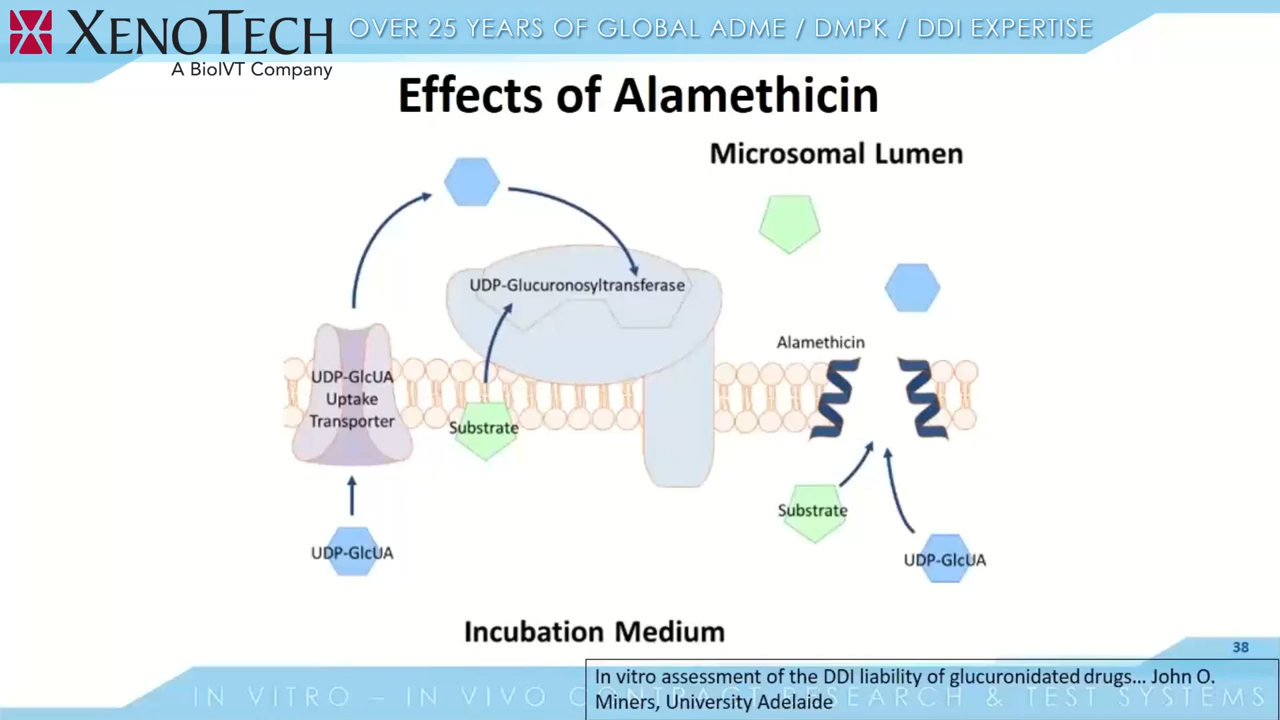 XENOTECH
A BioIVT Company
OVER 25 YEARS OF GLOBAL ADME / DMPK / DDI EXPERTISE
Effects of Alamethicin
Microsomal Lumen
UDP-Glucuronosyltransferase
Alamethicin
UDP-GlcUA
Uptake
Transporter
Substrate
Substrate
UDP-GlcUA
UDP-GlcUA
Incubation Medium
38
In vitro assessment of the DDI liability of glucuronidated drugs... John O.
Miners, University Adelaide
IN VITRO – IN VIVO CONTRACT RESEARCH & TEST SYSTEMS